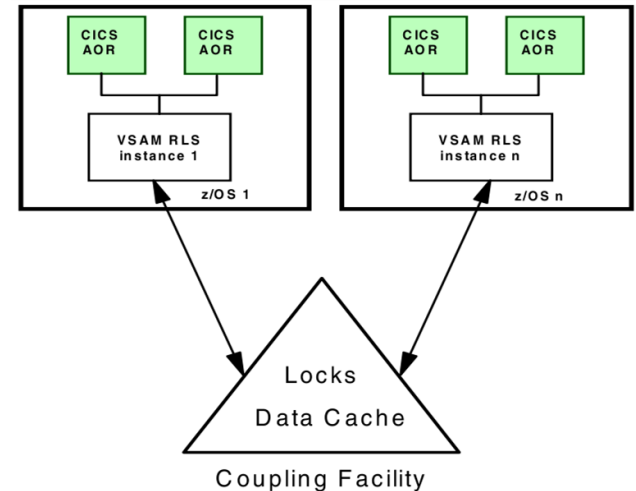 CICS
AOR
CICS
AOR
VSAM RLS
instance 1
z/OS 1
CICS
AOR
CICS
AOR
VSAM RLS
instance n
z/OS n
Locks
Data Cache
Coupling Facility